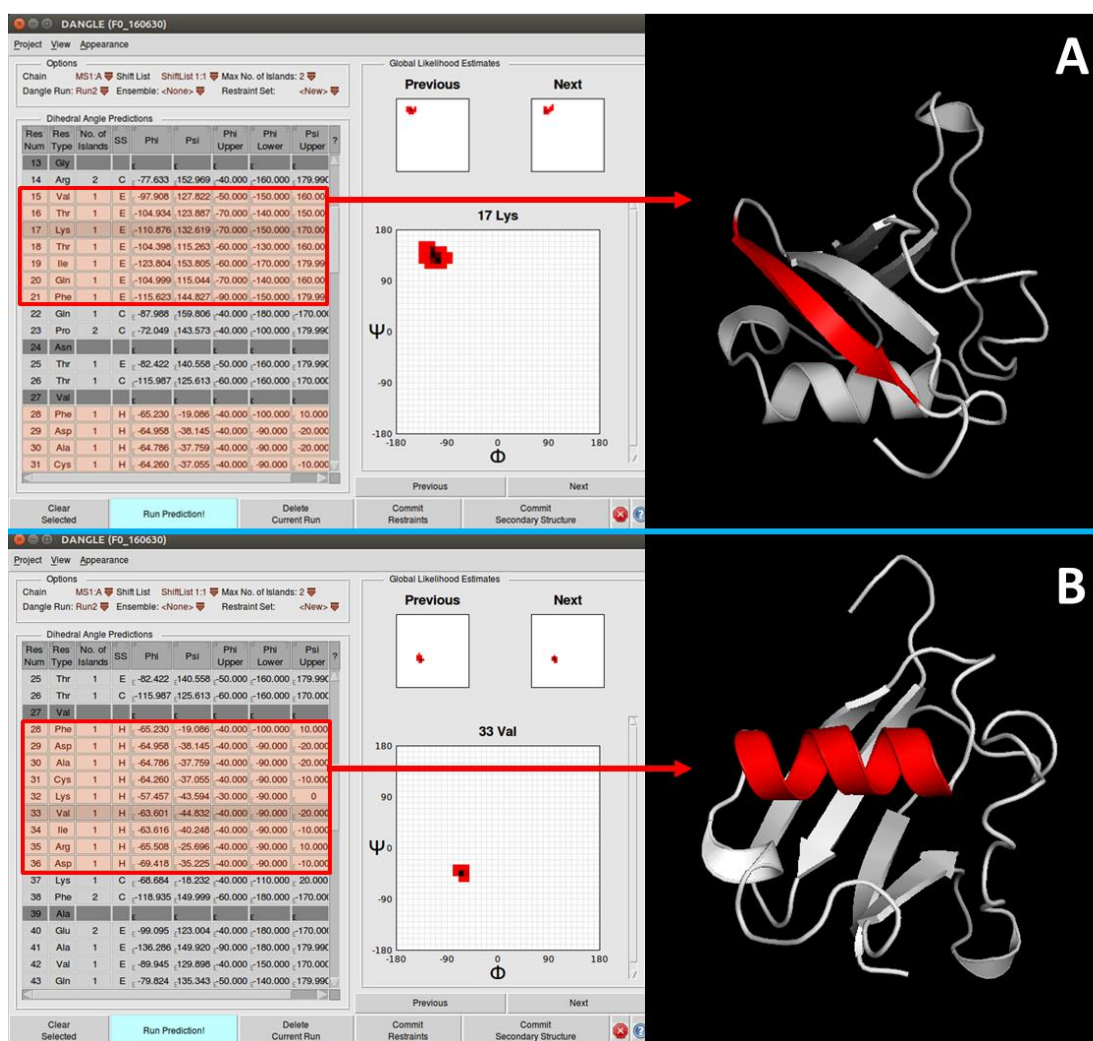 DANGLE (F0_160630)
Project View Appearance
Options
Chain MS1:A Shift List ShiftList 1:1 Max No. of Islands: 2
Dangle Run: Run2 Ensemble: <None> Restraint Set: <New>
Dihedral Angle Predictions
Res Num Res Type No. of Islands SS Phi Psi Phi Upper Phi Lower Psi Upper ?
13 Gly
14 Arg 2 C -77.633 152.969 -40.000 -160.000 179.990
15 Val 1 E -97.908 127.822 -50.000 -150.000 160.00
16 Thr 1 E -104.934 123.887 -70.000 -140.000 150.00
17 Lys 1 E -110.876 132.619 -70.000 -150.000 170.00
18 Thr 1 E -104.398 115.263 -60.000 -130.000 160.00
19 Ile 1 E -123.804 153.805 -60.000 -170.000 179.99
20 Gln 1 E -104.999 115.044 -70.000 -140.000 160.00
21 Phe 1 E -115.623 144.827 -90.000 -150.000 179.99
22 Gln 1 C -87.988 159.806 -40.000 -180.000 -170.000
23 Pro 2 C -72.049 143.573 -40.000 -100.000 179.990
24 Asn
25 Thr 1 E -82.422 140.558 -50.000 -160.000 179.990
26 Thr 1 C -115.987 125.613 -60.000 -160.000 170.000
27 Val
28 Phe 1 H -65.230 -19.086 -40.000 -100.000 10.000
29 Asp 1 H -64.958 -38.145 -40.000 -90.000 -20.000
30 Ala 1 H -64.786 -37.759 -40.000 -90.000 -20.000
31 Cys 1 H -64.260 -37.055 -40.000 -90.000 -10.000
Global Likelihood Estimates
Previous Next
17 Lys
180
90
Ψ 0
-90
-180
-180 -90 0 90 180
Φ
Previous Next
Clear Selected Run Prediction! Delete Current Run Commit Restraints Commit Secondary Structure
A
DANGLE (F0_160630)
Project View Appearance
Options
Chain MS1:A Shift List ShiftList 1:1 Max No. of Islands: 2
Dangle Run: Run2 Ensemble: <None> Restraint Set: <New>
Dihedral Angle Predictions
Res Num Res Type No. of Islands SS Phi Psi Phi Upper Phi Lower Psi Upper ?
25 Thr 1 E -82.422 140.558 -50.000 -160.000 179.990
26 Thr 1 C -115.987 125.613 -60.000 -160.000 170.000
27 Val
28 Phe 1 H -65.230 -19.086 -40.000 -100.000 10.000
29 Asp 1 H -64.958 -38.145 -40.000 -90.000 -20.000
30 Ala 1 H -64.786 -37.759 -40.000 -90.000 -20.000
31 Cys 1 H -64.260 -37.055 -40.000 -90.000 -10.000
32 Lys 1 H -57.457 -43.594 -30.000 -90.000 0
33 Val 1 H -63.601 -44.832 -40.000 -90.000 -20.000
34 Ile 1 H -63.616 -40.248 -40.000 -90.000 -10.000
35 Arg 1 H -65.508 -25.696 -40.000 -90.000 10.000
36 Asp 1 H -69.418 -35.225 -40.000 -90.000 -10.000
37 Lys 1 C -68.684 -18.232 -40.000 -110.000 20.000
38 Phe 2 C -118.935 149.999 -60.000 -180.000 -170.000
39 Ala
40 Glu 2 E -99.095 123.004 -40.000 -180.000 -170.000
41 Ala 1 E -136.286 149.920 -90.000 -180.000 179.990
42 Val 1 E -89.945 129.898 -40.000 -150.000 170.000
43 Gln 1 E -79.824 135.343 -50.000 -140.000 179.990
Global Likelihood Estimates
Previous Next
33 Val
180
90
Ψ 0
-90
-180
-180 -90 0 90 180
Φ
Previous Next
Clear Selected Run Prediction! Delete Current Run Commit Restraints Commit Secondary Structure
B